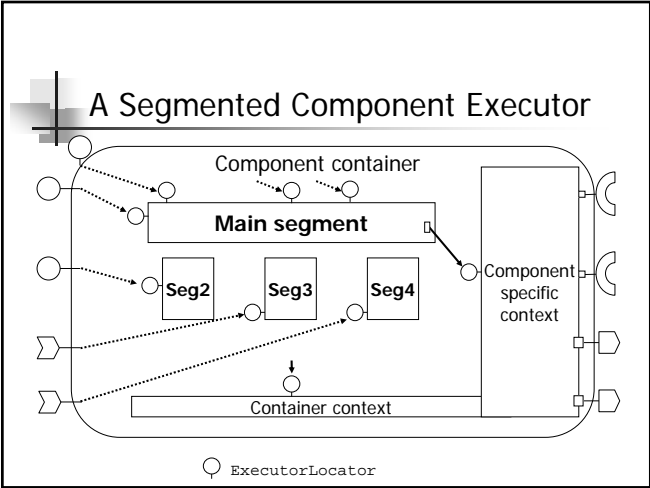 A Segmented Component Executor
Component container
Main segment
Seg2
Seg3
Seg4
Component
specific
context
Container context
ExecutorLocator